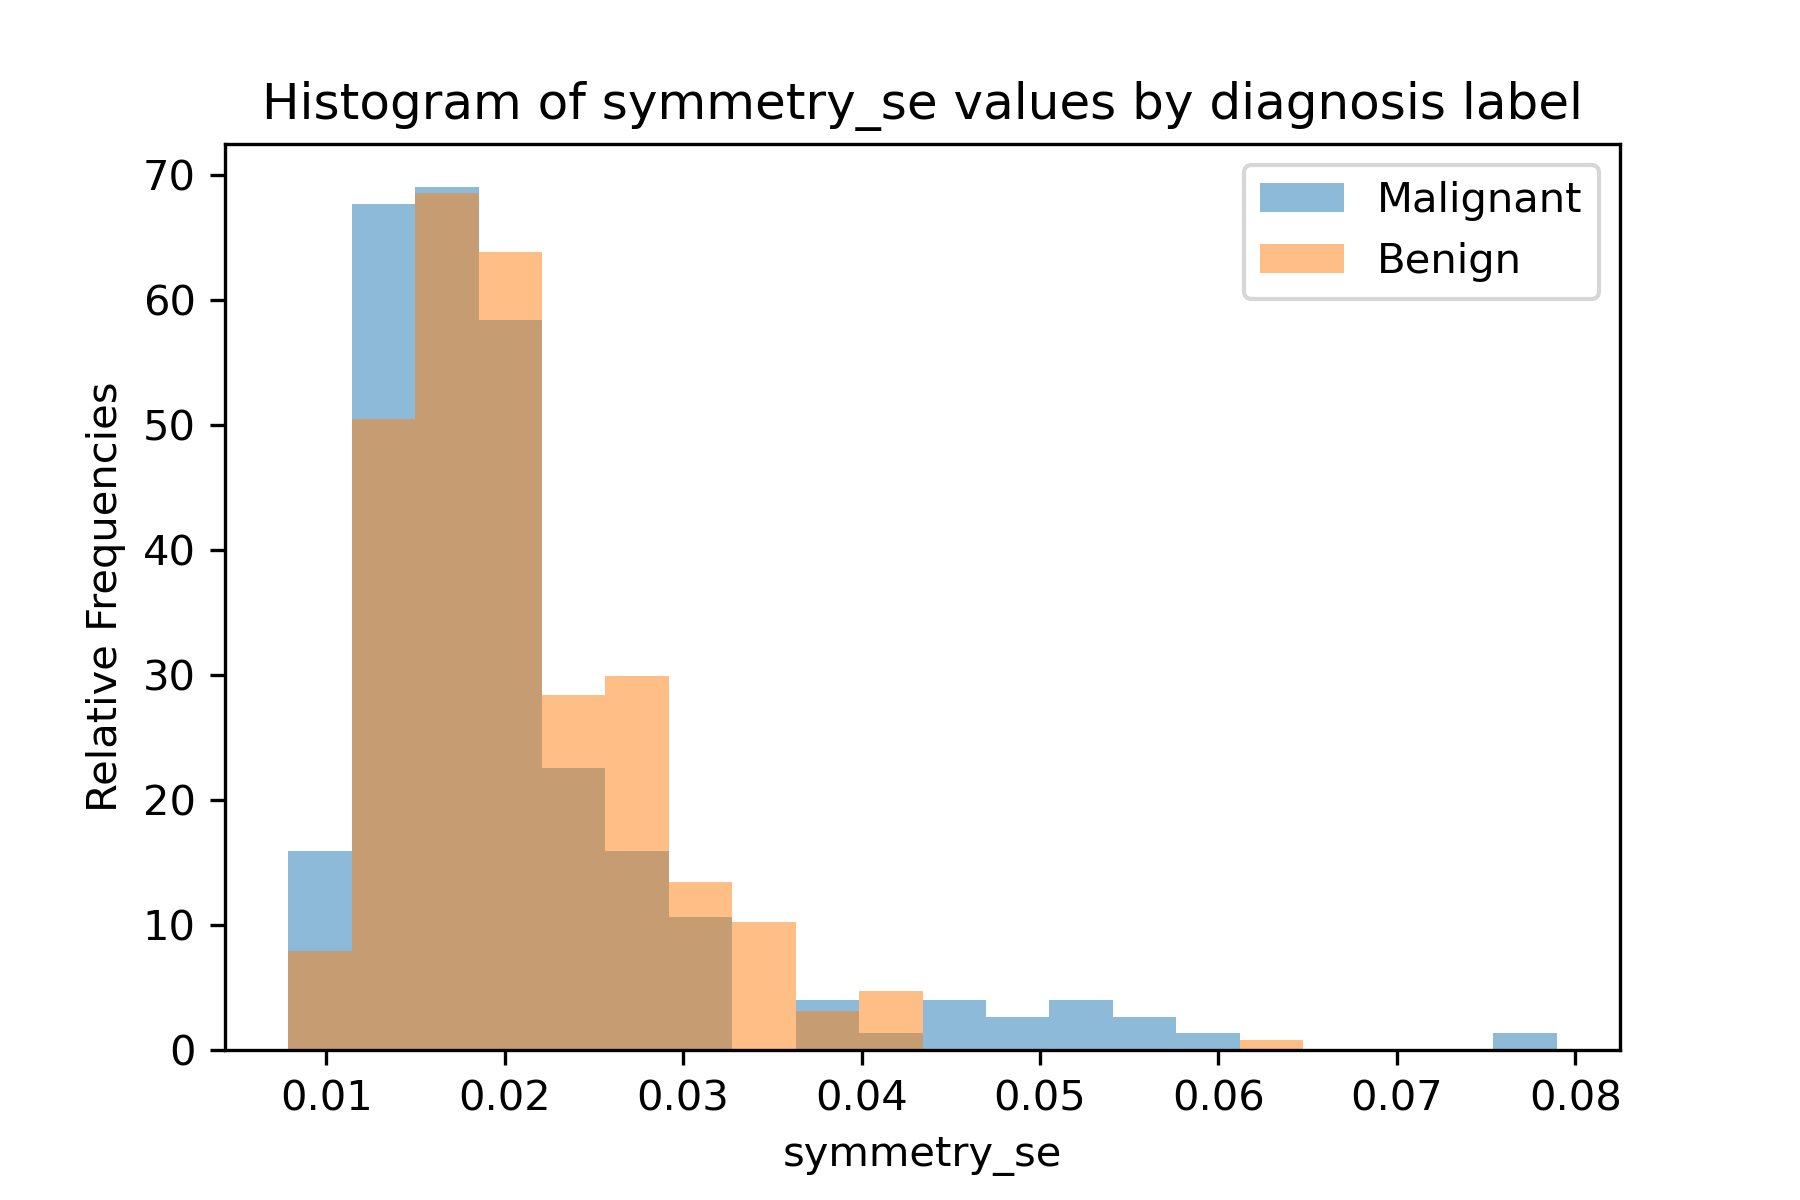 Histogram of symmetry_se values by diagnosis label
Malignant
Benign
Relative Frequencies
70
60
50
40
30
20
10
0
0.01 0.02 0.03 0.04 0.05 0.06 0.07 0.08
symmetry_se